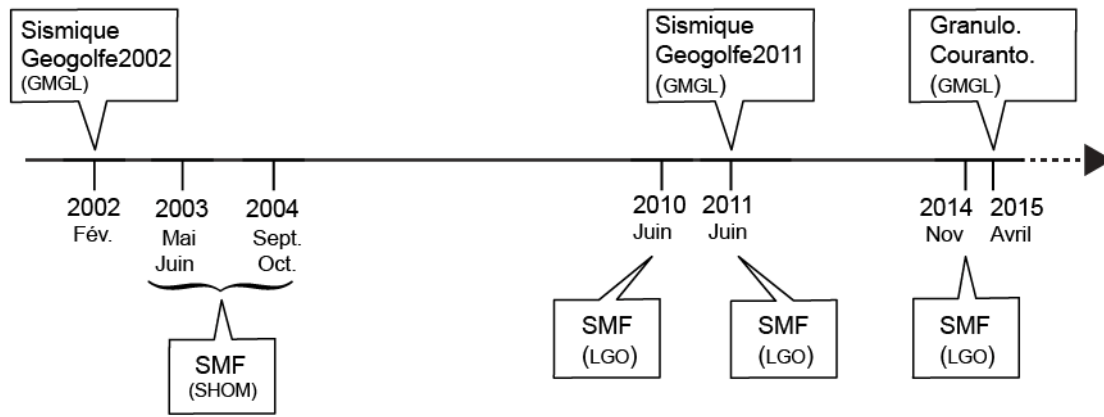 Sismique
Geogolfe2002
(GMGL)
Sismique
Geogolfe2011
(GMGL)
Granulo.
Couranto.
(GMGL)
2002
Fév.
2003
Mai
Juin
2004
Sept.
Oct.
2010
Juin
2011
Juin
2014
Nov
2015
Avril
SMF
(SHOM)
SMF
(LGO)
SMF
(LGO)
SMF
(LGO)